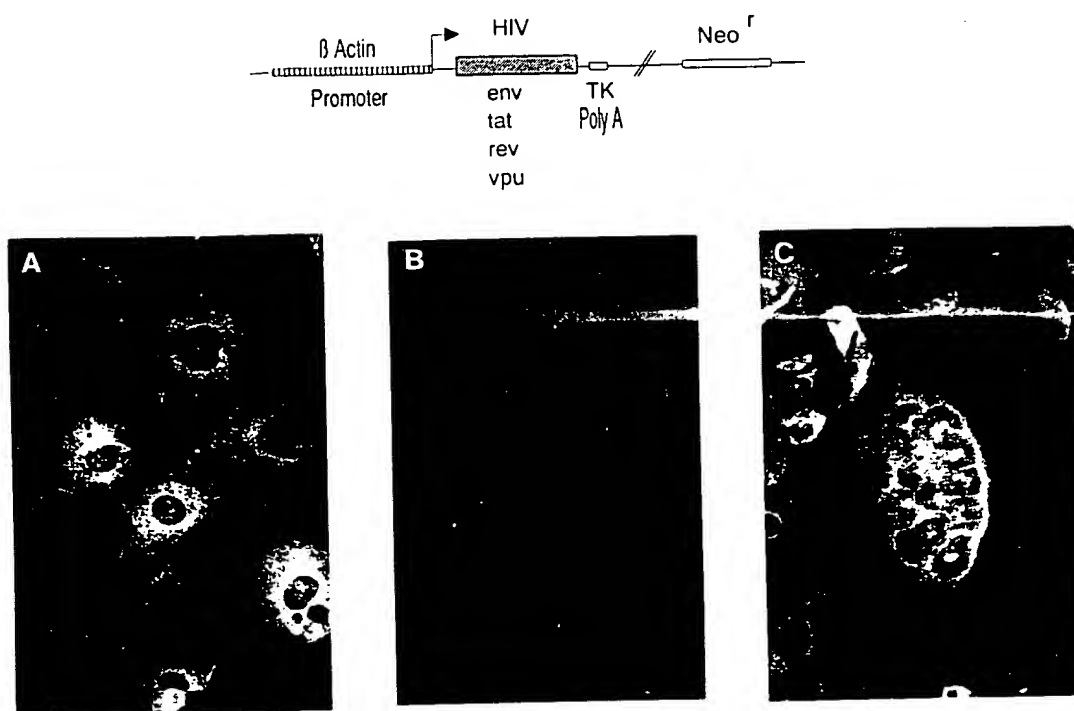 ß Actin
HIV
Neo r
Promoter
env
tat
rev
vpu
TK
Poly A
A
B
C